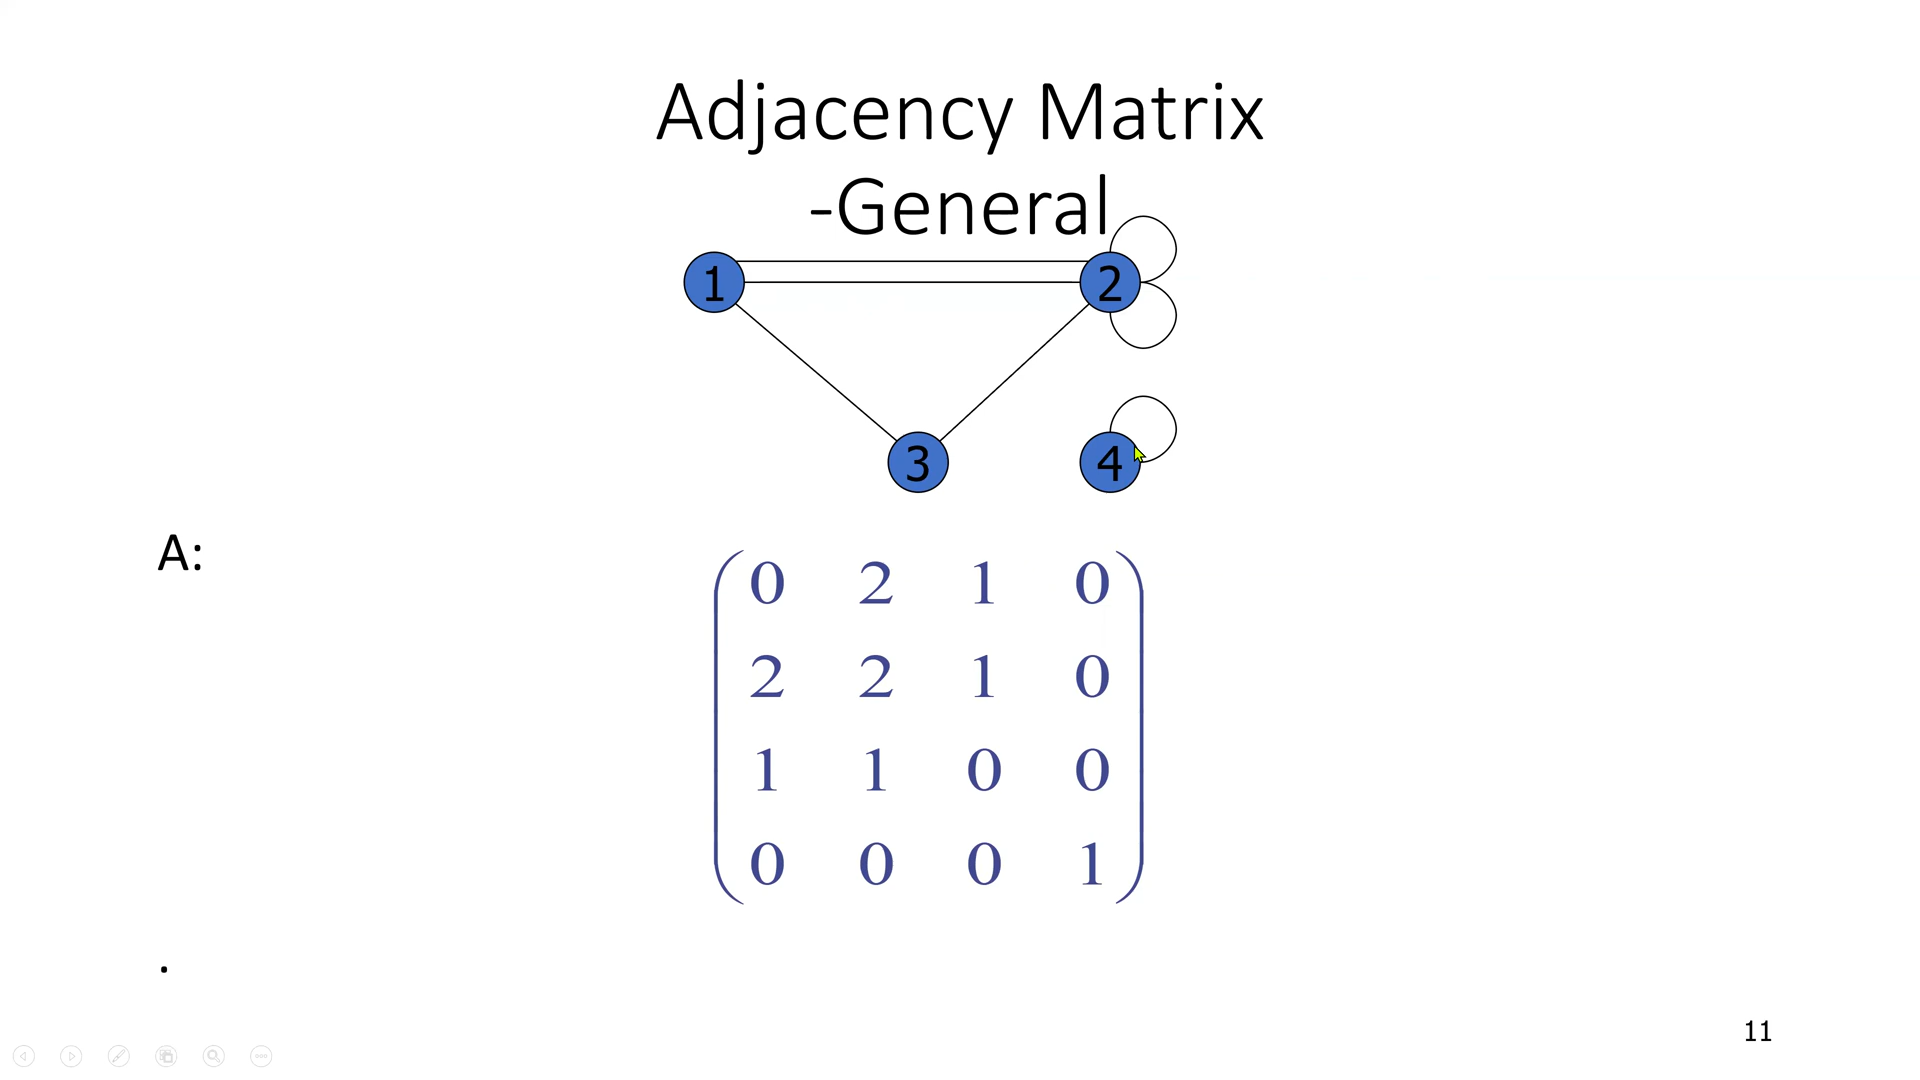 Adjacency Matrix
-General
1 2
3 4
A:
0 2 1 0
2 2 1 0
1 1 0 0
0 0 0 1
.
11